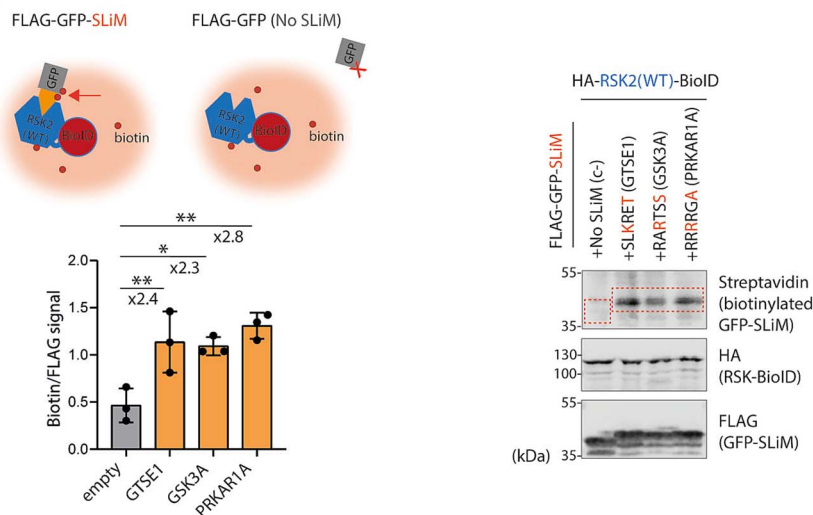 FLAG-GFP-SLiM
FLAG-GFP (No SLiM)
GFP
RSK2
(WT)
BioID
biotin
GFP
RSK2
(WT)
BioID
biotin
**
x2.8
*
x2.3
**
x2.4
Biotin/FLAG signal
2.0
1.5
1.0
0.5
0.0
empty
GTSE1
GSK3A
PRKAR1A
HA-RSK2(WT)-BioID
FLAG-GFP-SLiM
+No SLiM (c-)
+SLKRET (GTSE1)
+RARTSS (GSK3A)
+RRRRGA (PRKAR1A)
55-
35-
Streptavidin
(biotinylated
GFP-SLiM)
130-
100-
HA
(RSK-BioID)
55-
35-
FLAG
(GFP-SLiM)
(kDa)